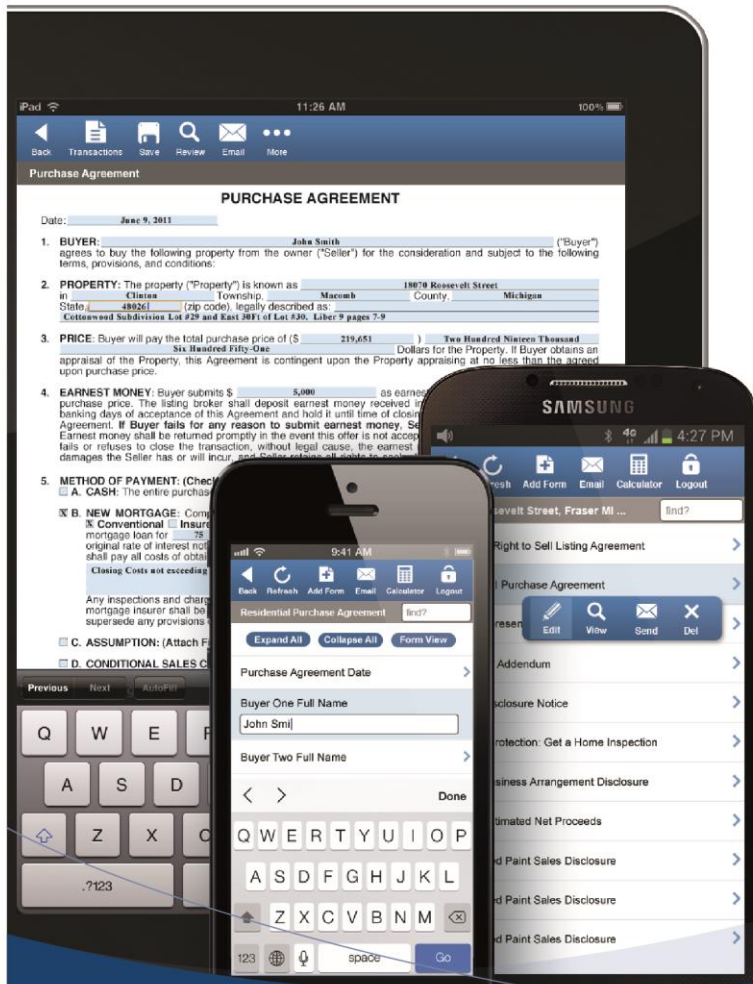 iPad
11:26 AM
100%
Back Transactions Save Review Email More
Purchase Agreement
PURCHASE AGREEMENT
Date: June 9, 2011
1. BUYER: John Smith ("Buyer")
agrees to buy the following property from the owner ("Seller") for the consideration and subject to the following
terms, provisions, and conditions:
2. PROPERTY: The property ("Property") is known as 18070 Roosevelt Street
in Clinton Township, Macomb County, Michigan
State, 48026 (zip code), legally described as:
Cottonwood Subdivision Lot #29 and East 30Ft of Lot #30. Liber 9 pages 7-9
3. PRICE: Buyer will pay the total purchase price of ($ 219,651 ) Two Hundred Ninteen Thousand
Six Hundred Fifty-One Dollars for the Property. If Buyer obtains an
appraisal of the Property, this Agreement is contingent upon the Property appraising at no less than the agreed
upon purchase price.
4. EARNEST MONEY: Buyer submits $ 5,000 as earnes
purchase price. The listing broker shall deposit earnest money received in
banking days of acceptance of this Agreement and hold it until time of closin
Agreement. If Buyer fails for any reason to submit earnest money, Se
Earnest money shall be returned promptly in the event this offer is not accep
fails or refuses to close the transaction, without legal cause, the earnest
damages the Seller has or will incur, and Seller retains all rights to
5. METHOD OF PAYMENT: (Chec
A. CASH: The entire purchas
X B. NEW MORTGAGE: Com
X Conventional Insure
mortgage loan for 75
original rate of interest not
shall pay all costs of obtai
Closing Costs not exceeding
Any inspections and charg
mortgage insurer shall be
supersede any provisions
C. ASSUMPTION: (Attach Fi
D. CONDITIONAL SALES C
Previous Next AutoFill
Q W E
A S D
Z X C
.?123
9:41 AM
Back Refresh Add Form Email Calculator Logout
Residential Purchase Agreement find?
Expand All Collapse All Form View
Purchase Agreement Date
Buyer One Full Name
John Smi
Buyer Two Full Name
Done
Q W E R T Y U I O P
A S D F G H J K L
Z X C V B N M
123 space Go
SAMSUNG
4G 4:27 PM
resh Add Form Email Calculator Logout
sevelt Street, Fraser MI ... find?
Right to Sell Listing Agreement
l Purchase Agreement
Edit View Send Del
Addendum
sclosure Notice
rotection: Get a Home Inspection
siness Arrangement Disclosure
timated Net Proceeds
d Paint Sales Disclosure
d Paint Sales Disclosure
d Paint Sales Disclosure